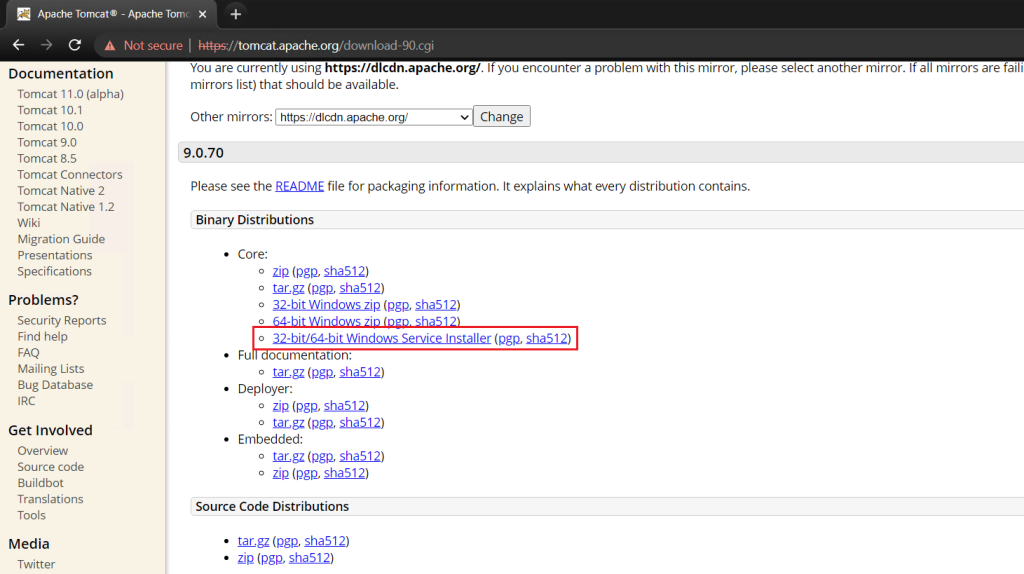 Apache Tomcat® - Apache Tomc
Not secure | https://tomcat.apache.org/download-90.cgi
Documentation
Tomcat 11.0 (alpha)
Tomcat 10.1
Tomcat 10.0
Tomcat 9.0
Tomcat 8.5
Tomcat Connectors
Tomcat Native 2
Tomcat Native 1.2
Wiki
Migration Guide
Presentations
Specifications
Problems?
Security Reports
Find help
FAQ
Mailing Lists
Bug Database
IRC
Get Involved
Overview
Source code
Buildbot
Translations
Tools
Media
Twitter
You are currently using https://dlcdn.apache.org/. If you encounter a problem with this mirror, please select another mirror. If all mirrors are faili
mirrors list) that should be available.
Other mirrors: https://dlcdn.apache.org/ Change
9.0.70
Please see the README file for packaging information. It explains what every distribution contains.
Binary Distributions
• Core:
zip (pgp, sha512)
tar.gz (pgp, sha512)
32-bit Windows zip (pgp, sha512)
64-bit Windows zip (pgp, sha512)
32-bit/64-bit Windows Service Installer (pgp, sha512)
• Full documentation:
tar.gz (pgp, sha512)
• Deployer:
zip (pgp, sha512)
tar.gz (pgp, sha512)
• Embedded:
tar.gz (pgp, sha512)
zip (pgp, sha512)
Source Code Distributions
• tar.gz (pgp, sha512)
• zip (pgp, sha512)